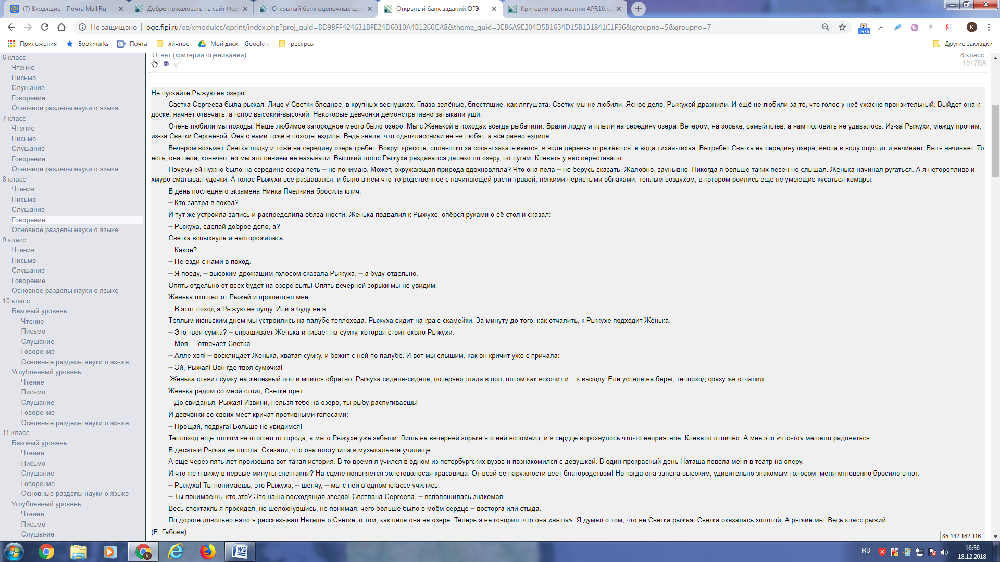 (7) Входящие - Почта Mail.Ru
Добро пожаловать на сайт Фед
Открытый банк оценочных сре
Открытый банк заданий ОГЭ
Критерии оценивания APR16.ba
Не защищено
oge.fipi.ru/os/xmodules/qprint/index.php?proj_guid=BD98FF424631BFE24D6010A4B1266CA8&theme_guid=3E86A9E204D5B1634D15B131841C1F56&groupno=5&groupno=7
1536
Я
K
Приложения
Bookmarks
Почта
личное
Мой диск – Google
ресурсы
Другие закладки
6 класс
Чтение
Письмо
Слушание
Говорение
Основное разделы науки о языке
7 класс
Чтение
Письмо
Слушание
Говорение
Основное разделы науки о языке
8 класс
Чтение
Письмо
Слушание
Говорение
Основное разделы науки о языке
9 класс
Чтение
Письмо
Слушание
Говорение
Основное разделы науки о языке
10 класс
Базовый уровень
Чтение
Письмо
Слушание
Говорение
Основные разделы науки о языке
Углубленный уровень
Чтение
Письмо
Слушание
Говорение
Основные разделы науки о языке
11 класс
Базовый уровень
Чтение
Письмо
Слушание
Говорение
Основные разделы науки о языке
Углубленный уровень
Чтение
Письмо
Слушание
Ответ (критерии оценивания)
8 класс
1817BA
Не пускайте Рыжую на озеро
Светка Сергеева была рыжая. Лицо у Светки бледное, в крупных веснушках. Глаза зелёные, блестящие, как лягушата. Светку мы не любили. Ясное дело, Рыжухой дразнили. И ещё не любили за то, что голос у неё ужасно пронзительный. Выйдет она к
доске, начнёт отвечать, а голос высокий-высокий. Некоторые девчонки демонстративно затыкали уши.
Очень любили мы походы. Наше любимое загородное место было озеро. Мы с Женькой в походах всегда рыбачили. Брали лодку и плыли на середину озера. Вечером, на зорьке, самый клёв, а нам половить не удавалось. Из-за Рыжухи, между прочим,
из-за Светки Сергеевой. Она с нами тоже в походы ездила. Ведь знала, что одноклассники её не любят, а всё равно ездила.
Вечером возьмёт Светка лодку и тоже на середину озера гребёт. Вокруг красота, солнышко за сосны закатывается, в воде деревья отражаются, а вода тихая-тихая. Выгребет Светка на середину озера, вёсла в воду опустит и начинает. Выть начинает. То
есть, она пела, конечно, но мы это пением не называли. Высокий голос Рыжухи раздавался далеко по озеру, по лугам. Клевать у нас переставало.
Почему ей нужно было на середине озера петь – не понимаю. Может, окружающая природа вдохновляла? Что она пела – не берусь сказать. Жалобно, заунывно. Никогда я больше таких песен не слышал. Женька начинал ругаться. А я неторопливо и
хмуро сматывал удочки. А голос Рыжухи всё раздавался, и было в нём что-то родственное с начинающей расти травой, лёгкими перистыми облаками, тёплым воздухом, в котором роились ещё не умеющие кусаться комары.
В день последнего экзамена Нинка Пчёлкина бросила клич:
– Кто завтра в поход?
И тут же устроила запись и распределила обязанности. Женька подвалил к Рыжухе, опёрся руками о её стол и сказал:
– Рыжуха, сделай доброе дело, а?
Светка вспыхнула и насторожилась.
– Какое?
– Не езди с нами в поход.
– Я поеду, – высоким дрожащим голосом сказала Рыжуха, – а буду отдельно.
Опять отдельно от всех будет на озере выть! Опять вечерней зорьки мы не увидим.
Женька отошёл от Рыжей и прошептал мне:
– В этот поход я Рыжую не пущу. Или я буду не я.
Тёплым июньским днём мы устроились на палубе теплохода. Рыжуха сидит на краю скамейки. За минуту до того, как отчалить, к Рыжухе подходит Женька.
– Это твоя сумка? – спрашивает Женька и кивает на сумку, которая стоит около Рыжухи.
– Моя, – отвечает Светка.
– Алле хоп! – восклицает Женька, хватая сумку, и бежит с ней по палубе. И вот мы слышим, как он кричит уже с причала:
– Эй, Рыжая! Вон где твоя сумочка!
Женька ставит сумку на железный пол и мчится обратно. Рыжуха сидела-сидела, потеряно глядя в пол, потом как вскочит и – к выходу. Еле успела на берег, теплоход сразу же отчалил.
Женька рядом со мной стоит, Светке орёт:
– До свиданья, Рыжая! Извини, нельзя тебе на озеро, ты рыбу распугиваешь!
И девчонки со своих мест кричат противными голосами:
– Прощай, подруга! Больше не увидимся!
Теплоход ещё толком не отошёл от города, а мы о Рыжухе уже забыли. Лишь на вечерней зорьке я о ней вспомнил, и в сердце ворохнулось что-то неприятное. Клевало отлично. А мне это «что-то» мешало радоваться.
В десятый Рыжая не пошла. Сказали, что она поступила в музыкальное училище.
А ещё через пять лет произошла вот такая история. В то время я учился в одном из петербургских вузов и познакомился с девушкой. В один прекрасный день Наташа повела меня в театр на оперу.
И что же я вижу в первые минуты спектакля? На сцене появляется золотоволосая красавица. От всей её наружности веет благородством! Но когда она запела высоким, удивительно знакомым голосом, меня мгновенно бросило в пот.
– Рыжуха! Ты понимаешь, это Рыжуха, – шепчу, – мы с ней в одном классе учились.
– Ты понимаешь, кто это? Это наша восходящая звезда! Светлана Сергеева, – всполошилась знакомая.
Весь спектакль я просидел, не шелохнувшись, не понимая, чего больше было в моём сердце – восторга или стыда.
По дороге довольно вяло я рассказывал Наташе о Светке, о том, как пела она на озере. Теперь я не говорил, что она «выла». Я думал о том, что не Светка рыжая. Светка оказалась золотой. А рыжие мы. Весь класс рыжий.
(Е. Габова)
85.142.162.116
RU
16:36
18.12.2018